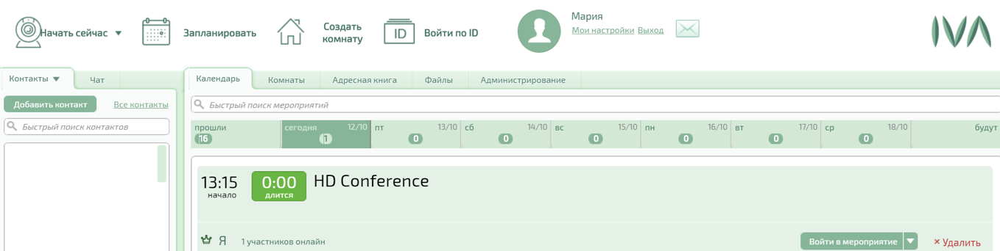 Начать сейчас
Запланировать
Создать
комнату
ID
Войти по ID
Мария
Мои настройки Выход
IVA
Контакты
Чат
Календарь
Комнаты
Адресная книга
Файлы
Администрирование
Добавить контакт
Все контакты
Быстрый поиск мероприятий
Быстрый поиск контактов
прошли
16
сегодня 12/10
1
пт 13/10
0
сб 14/10
0
вс 15/10
0
пн 16/10
0
вт 17/10
0
ср 18/10
0
будут
13:15
начало
0:00
длится
HD Conference
Я
1 участников онлайн
Войти в мероприятие
× Удалить